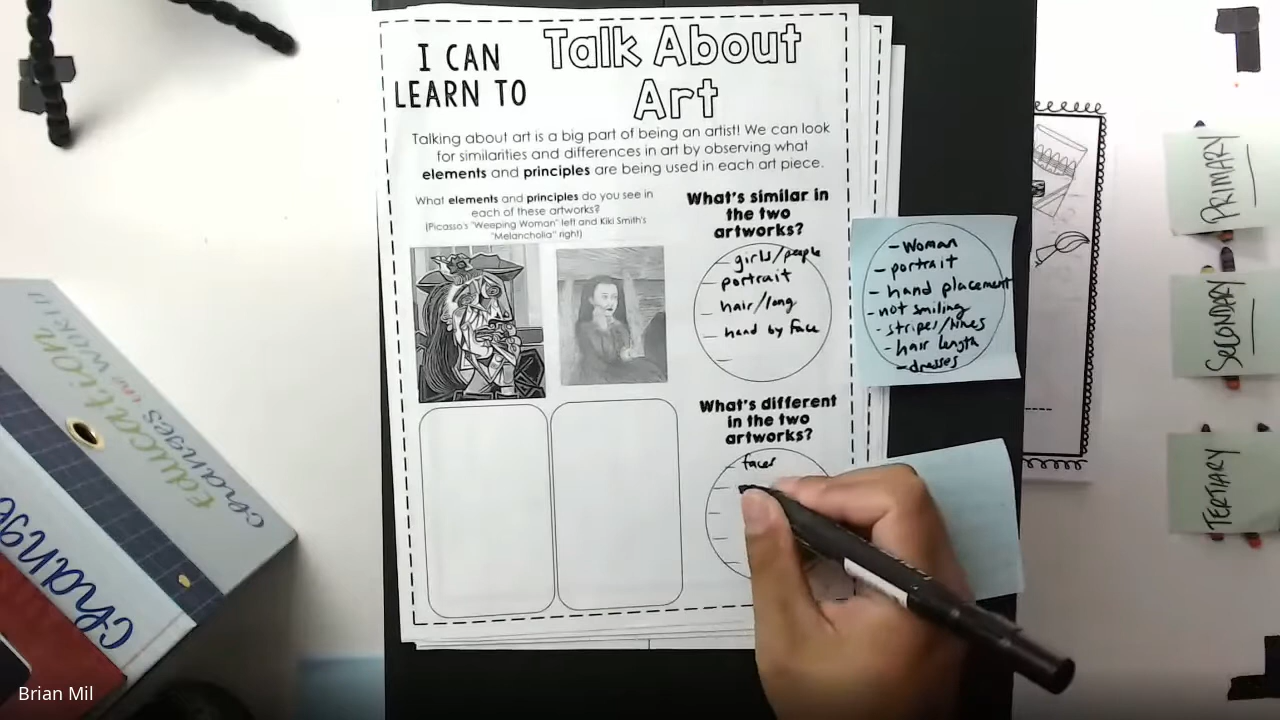 I CAN
LEARN TO
Talk About
Art
Talking about art is a big part of being an artist! We can look
for similarities and differences in art by observing what
elements and principles are being used in each art piece.
What elements and principles do you see in
each of these artworks?
(Picasso's "Weeping Woman" left and Kiki Smith's
"Melancholia" right)
What's similar in
the two
artworks?
- girls/people
- portrait
- hair/long
- hand by face
-
What's different
in the two
artworks?
- faces
- Woman
- portrait
- hand placement
- not smiling
- stripes/lines
- hair length
- dresses
PRIMARY
SECONDARY
TERTIARY
Education
changes the world
change
Brian Mil